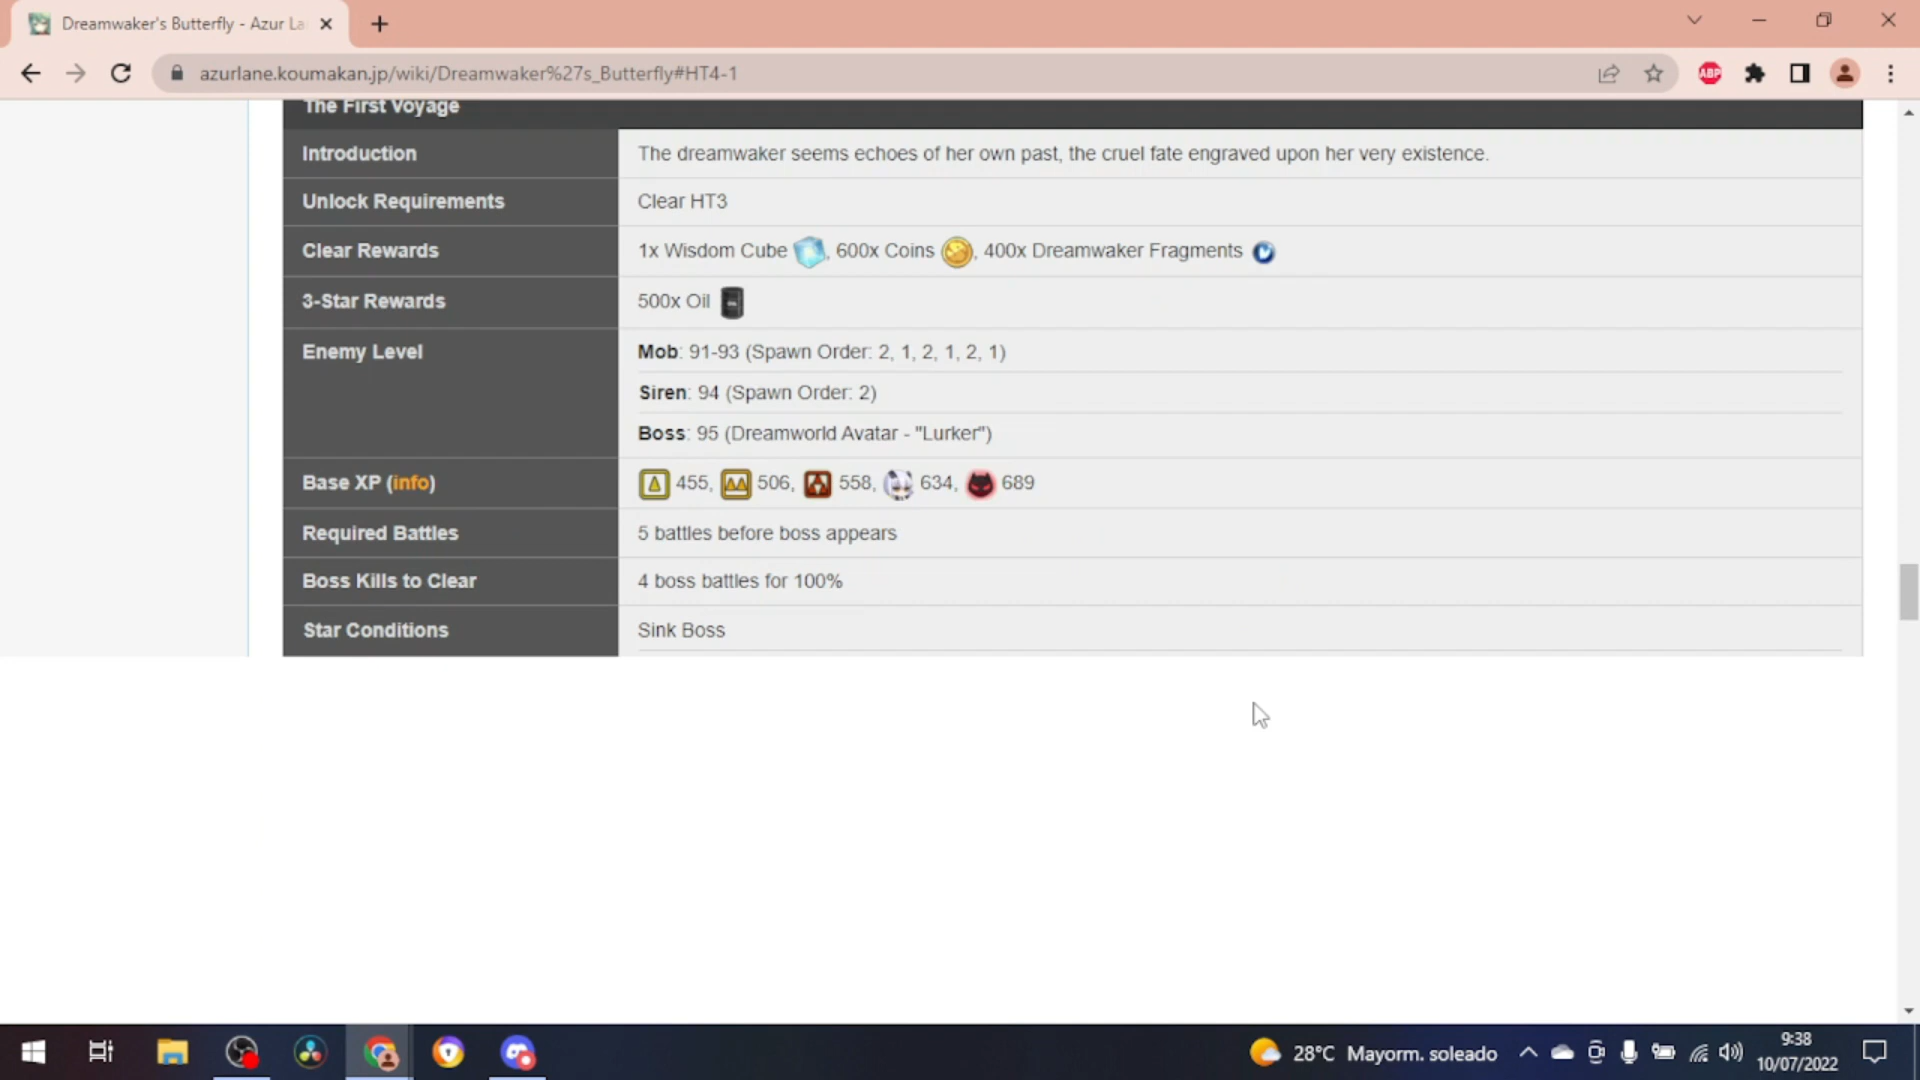 Dreamwaker's Butterfly - Azur La
azurlane.koumakan.jp/wiki/Dreamwaker%27s_Butterfly#HT4-1
ABP
The First Voyage
Introduction
The dreamwaker seems echoes of her own past, the cruel fate engraved upon her very existence.
Unlock Requirements
Clear HT3
Clear Rewards
1x Wisdom Cube , 600x Coins , 400x Dreamwaker Fragments
3-Star Rewards
500x Oil
Enemy Level
Mob: 91-93 (Spawn Order: 2, 1, 2, 1, 2, 1)
Siren: 94 (Spawn Order: 2)
Boss: 95 (Dreamworld Avatar - "Lurker")
Base XP (info)
455, 506, 558, 634, 689
Required Battles
5 battles before boss appears
Boss Kills to Clear
4 boss battles for 100%
Star Conditions
Sink Boss
28°C Mayorm. soleado
9:38
10/07/2022